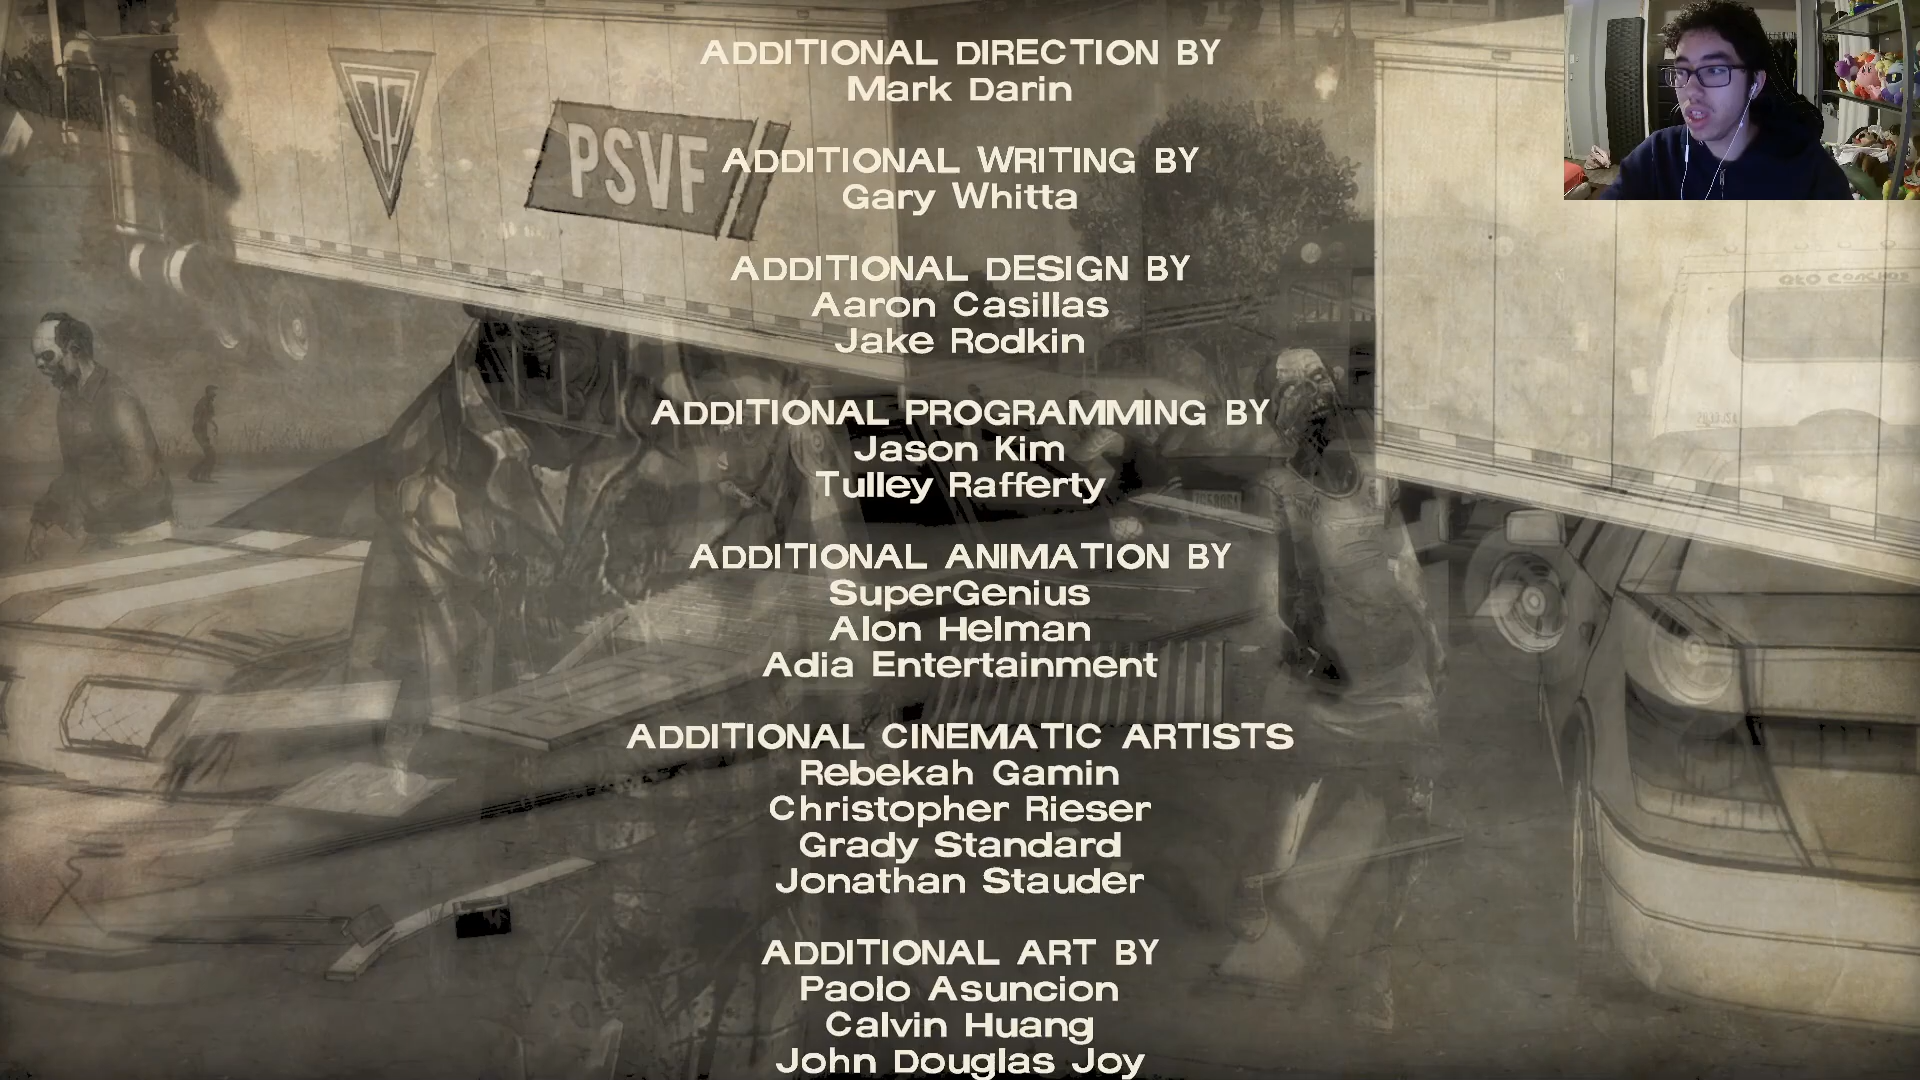 PSVF
ADDITIONAL DIRECTION BY
Mark Darin
ADDITIONAL WRITING BY
Gary Whitta
ADDITIONAL DESIGN BY
Aaron Casillas
Jake Rodkin
ADDITIONAL PROGRAMMING BY
Jason Kim
Tulley Rafferty
ADDITIONAL ANIMATION BY
SuperGenius
Alon Helman
Adia Entertainment
ADDITIONAL CINEMATIC ARTISTS
Rebekah Gamin
Christopher Rieser
Grady Standard
Jonathan Stauder
ADDITIONAL ART BY
Paolo Asuncion
Calvin Huang
John Douglas Joy